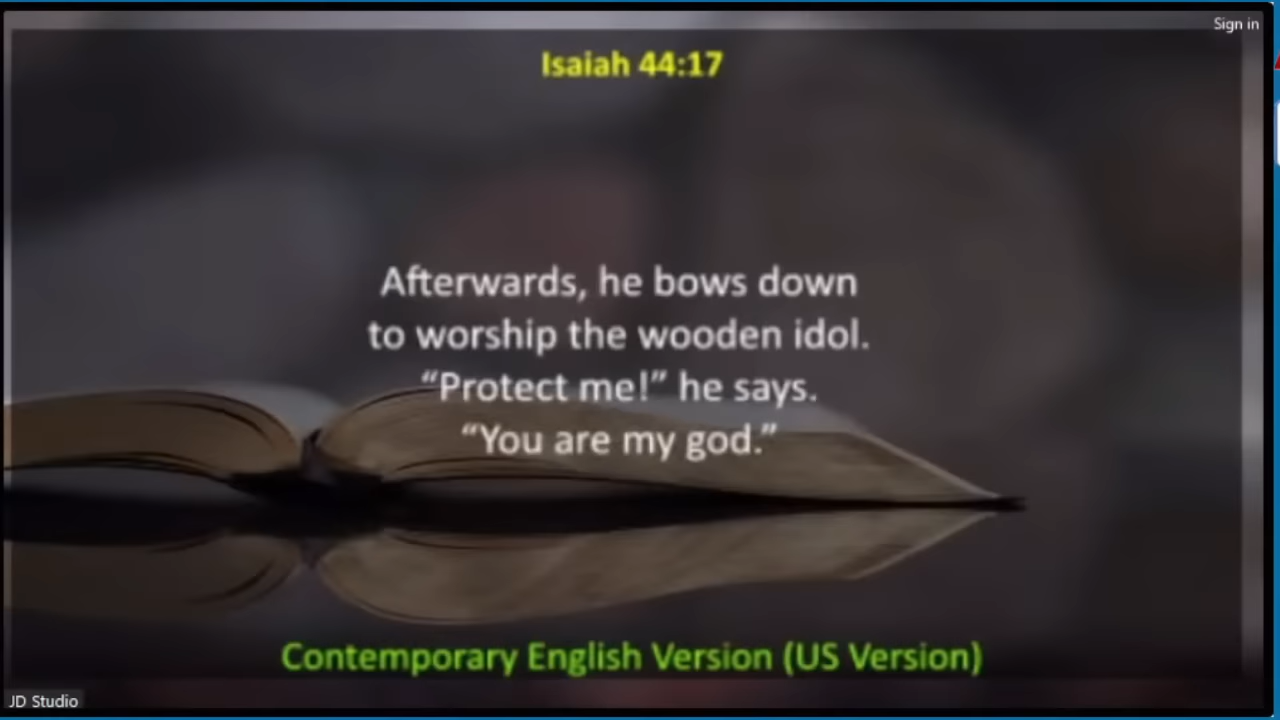 Sign in
Isaiah 44:17
Afterwards, he bows down
to worship the wooden idol.
“Protect me!” he says.
“You are my god.”
Contemporary English Version (US Version)
JD Studio